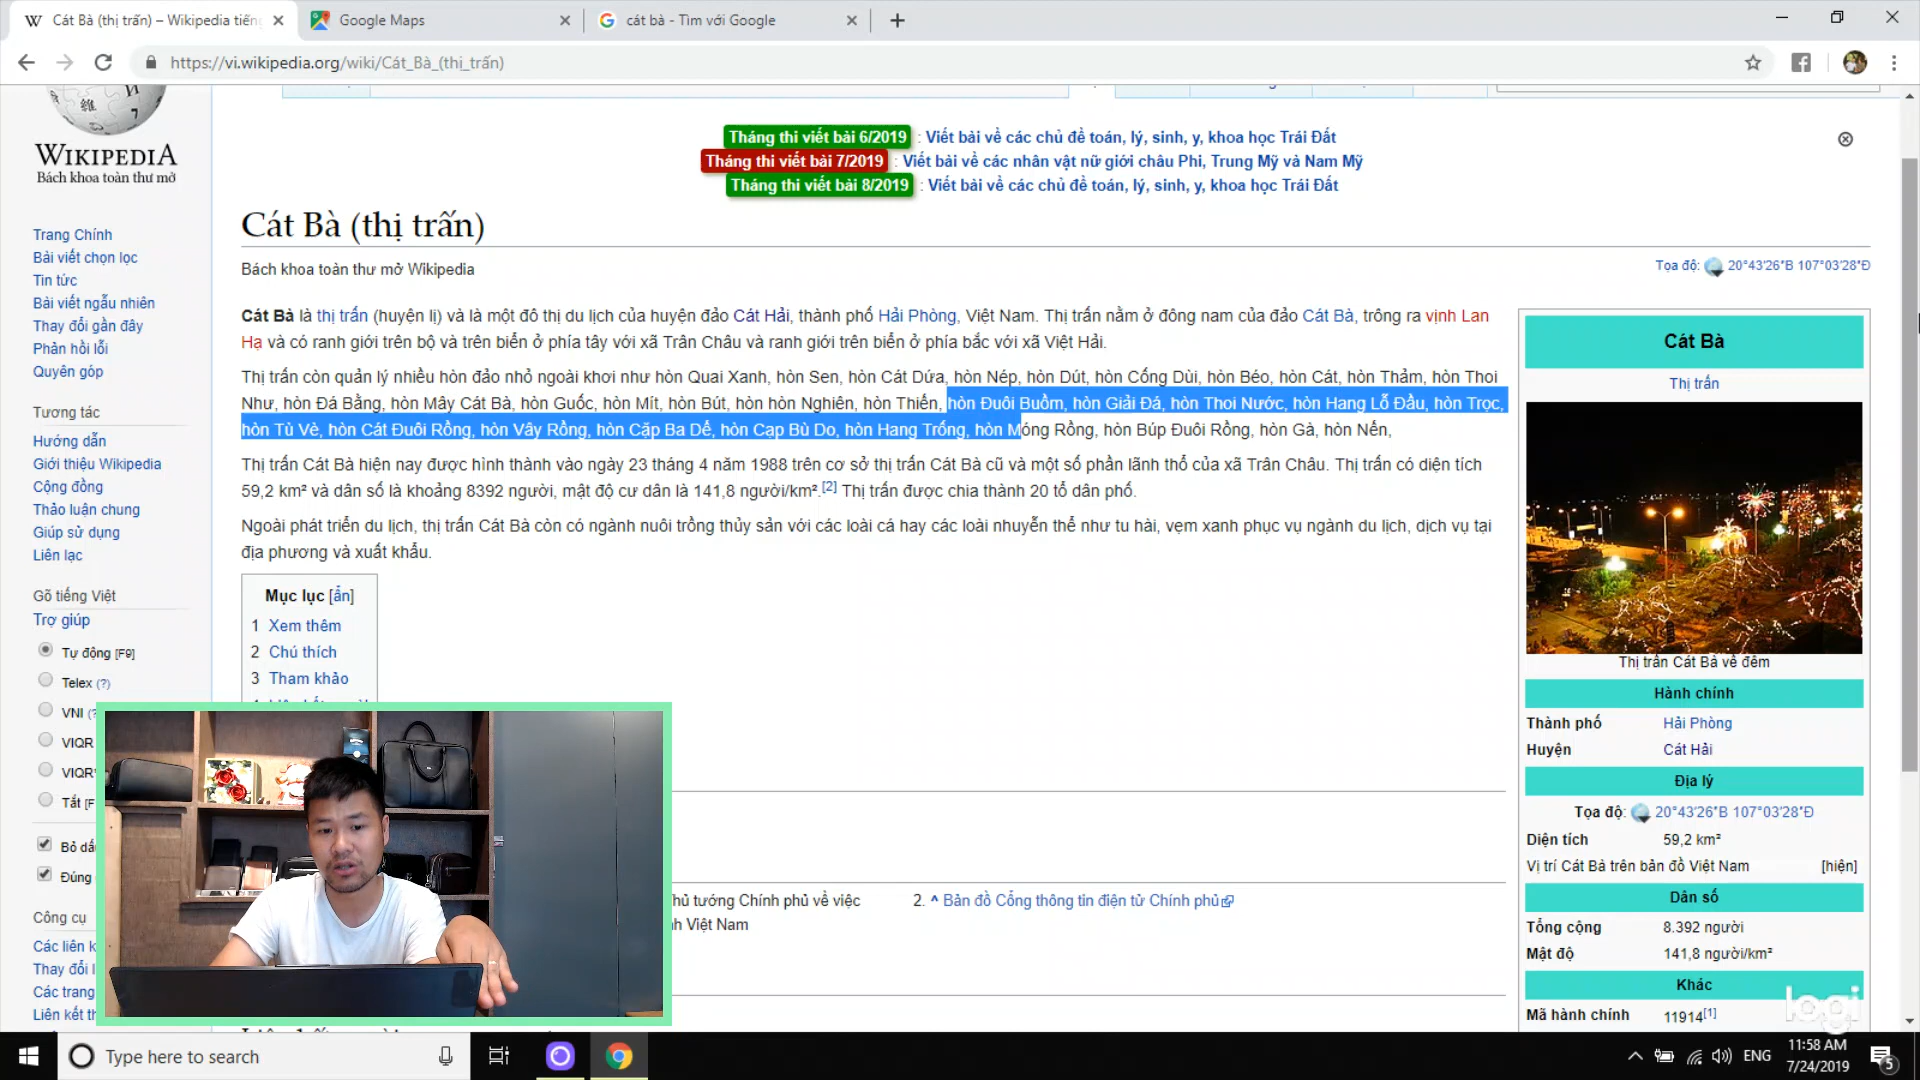 Cát Bà (thị trấn) – Wikipedia tiến
Google Maps
cát bà - Tìm với Google
https://vi.wikipedia.org/wiki/Cát_Bà_(thị_trấn)
WIKIPEDIA
Bách khoa toàn thư mở
Trang Chính
Bài viết chọn lọc
Tin tức
Bài viết ngẫu nhiên
Thay đổi gần đây
Phản hồi lỗi
Quyên góp
Tương tác
Hướng dẫn
Giới thiệu Wikipedia
Cộng đồng
Thảo luận chung
Giúp sử dụng
Liên lạc
Gõ tiếng Việt
Trợ giúp
Tự động [F9]
Telex (?)
VNI (?
VIQR
VIQR*
Tắt [F
Bỏ dấu
Đúng
Công cụ
Các liên k
Thay đổi l
Các trang
Liên kết th
Tháng thi viết bài 6/2019 : Viết bài về các chủ đề toán, lý, sinh, y, khoa học Trái Đất
Tháng thi viết bài 7/2019 : Viết bài về các nhân vật nữ giới châu Phi, Trung Mỹ và Nam Mỹ
Tháng thi viết bài 8/2019 : Viết bài về các chủ đề toán, lý, sinh, y, khoa học Trái Đất
Cát Bà (thị trấn)
Bách khoa toàn thư mở Wikipedia
Tọa độ: 20°43′26″B 107°03′28″Đ
Cát Bà là thị trấn (huyện lị) và là một đô thị du lịch của huyện đảo Cát Hải, thành phố Hải Phòng, Việt Nam. Thị trấn nằm ở đông nam của đảo Cát Bà, trông ra vịnh Lan
Hạ và có ranh giới trên bộ và trên biển ở phía tây với xã Trân Châu và ranh giới trên biển ở phía bắc với xã Việt Hải.
Thị trấn còn quản lý nhiều hòn đảo nhỏ ngoài khơi như hòn Quai Xanh, hòn Sen, hòn Cát Dứa, hòn Nép, hòn Dút, hòn Cống Dùi, hòn Béo, hòn Cát, hòn Thảm, hòn Thoi
Như, hòn Đá Bằng, hòn Mây Cát Bà, hòn Guốc, hòn Mít, hòn Bút, hòn hòn Nghiên, hòn Thiến, hòn Đuôi Buồm, hòn Giải Đá, hòn Thoi Nước, hòn Hang Lỗ Đầu, hòn Trọc,
hòn Tù Vè, hòn Cát Đuôi Rồng, hòn Vây Rồng, hòn Cặp Ba Dế, hòn Cạp Bù Do, hòn Hang Trống, hòn Móng Rồng, hòn Búp Đuôi Rồng, hòn Gà, hòn Nến,
Thị trấn Cát Bà hiện nay được hình thành vào ngày 23 tháng 4 năm 1988 trên cơ sở thị trấn Cát Bà cũ và một số phần lãnh thổ của xã Trân Châu. Thị trấn có diện tích
59,2 km² và dân số là khoảng 8392 người, mật độ cư dân là 141,8 người/km².[2] Thị trấn được chia thành 20 tổ dân phố.
Ngoài phát triển du lịch, thị trấn Cát Bà còn có ngành nuôi trồng thủy sản với các loài cá hay các loài nhuyễn thể như tu hài, vẹm xanh phục vụ ngành du lịch, dịch vụ tại
địa phương và xuất khẩu.
Mục lục [ẩn]
1 Xem thêm
2 Chú thích
3 Tham khảo
hủ tướng Chính phủ về việc
h Việt Nam
2. ^ Bản đồ Cổng thông tin điện tử Chính phủ
Cát Bà
Thị trấn
Thị trấn Cát Bà về đêm
Hành chính
Thành phố Hải Phòng
Huyện Cát Hải
Địa lý
Tọa độ: 20°43′26″B 107°03′28″Đ
Diện tích 59,2 km²
Vị trí Cát Bà trên bản đồ Việt Nam [hiện]
Dân số
Tổng cộng 8.392 người
Mật độ 141,8 người/km²
Khác
Mã hành chính 11914[1]
logi
Type here to search
ENG
11:58 AM
7/24/2019
5